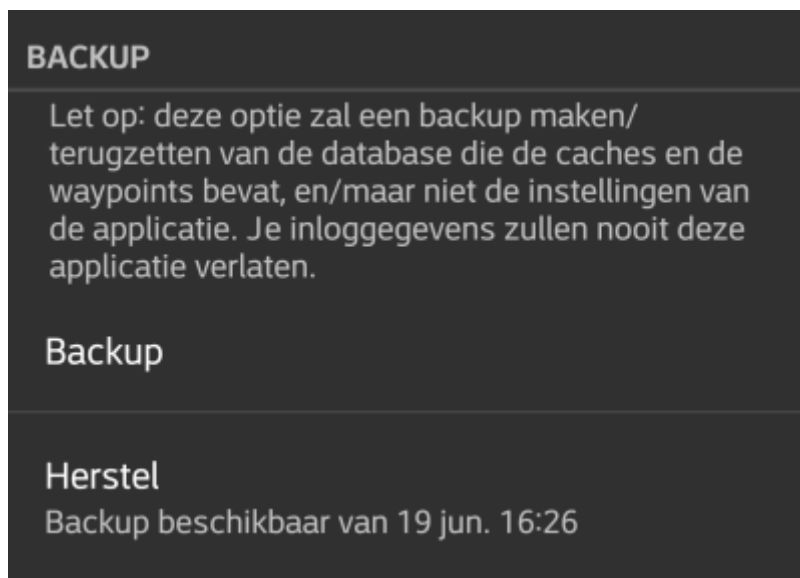 BACKUP
Let op: deze optie zal een backup maken/
terugzetten van de database die de caches en de
waypoints bevat, en/maar niet de instellingen van
de applicatie. Je inloggegevens zullen nooit deze
applicatie verlaten.
Backup
Herstel
Backup beschikbaar van 19 jun. 16:26